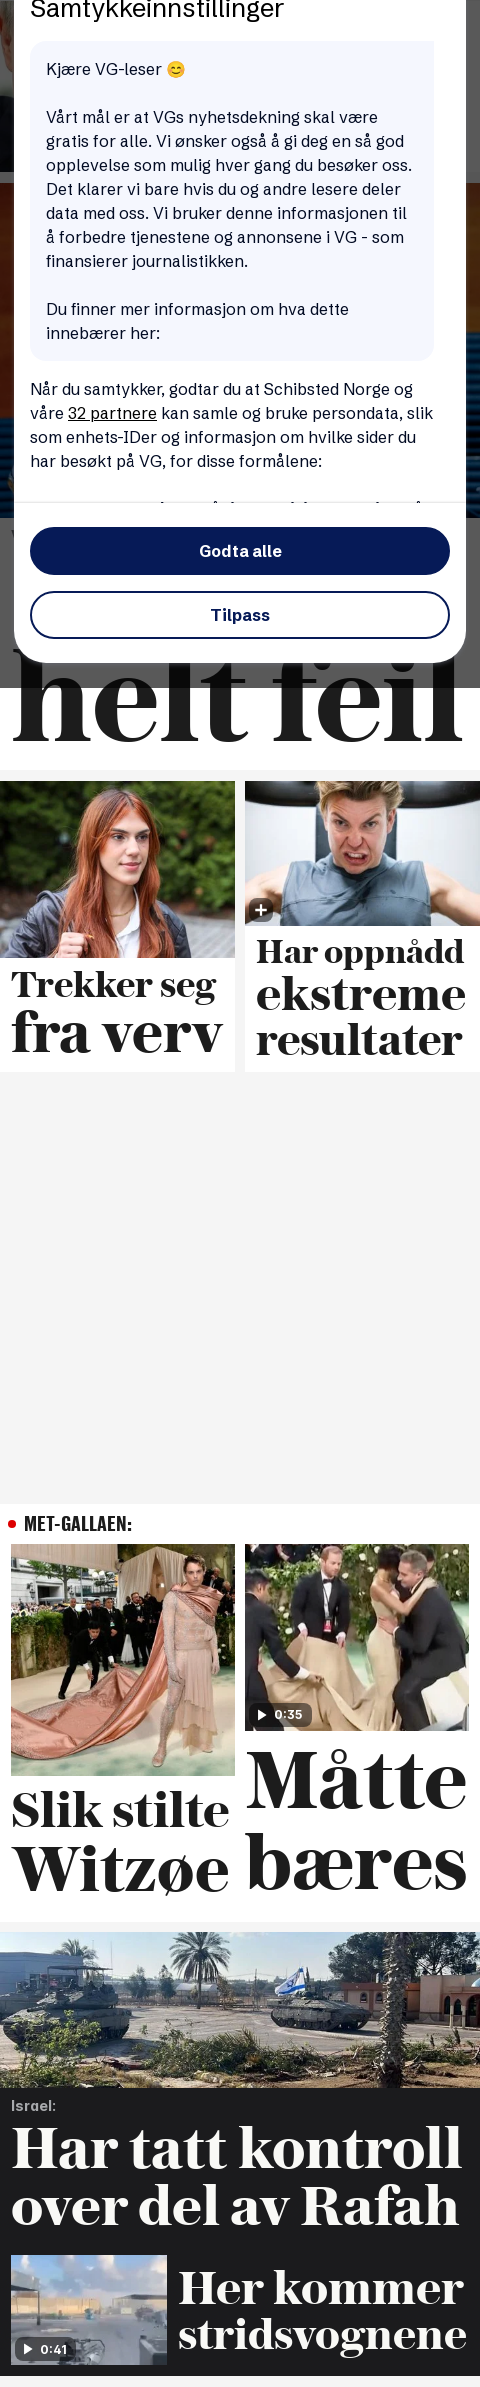 Samtykkeinnstillinger
Kjære VG-leser 😊
Vårt mål er at VGs nyhetsdekning skal være
gratis for alle. Vi ønsker også å gi deg en så god
opplevelse som mulig hver gang du besøker oss.
Det klarer vi bare hvis du og andre lesere deler
data med oss. Vi bruker denne informasjonen til
å forbedre tjenestene og annonsene i VG - som
finansierer journalistikken.
Du finner mer informasjon om hva dette
innebærer her:
Når du samtykker, godtar du at Schibsted Norge og
våre 32 partnere kan samle og bruke persondata, slik
som enhets-IDer og informasjon om hvilke sider du
har besøkt på VG, for disse formålene:
Godta alle
Tilpass
helt feil
Trekker seg
fra verv
Har oppnådd
ekstreme
resultater
MET-GALLAEN:
0:35
Slik stilte
Witzøe
Måtte
bæres
Israel:
Har tatt kontroll
over del av Rafah
0:41
Her kommer
stridsvognene